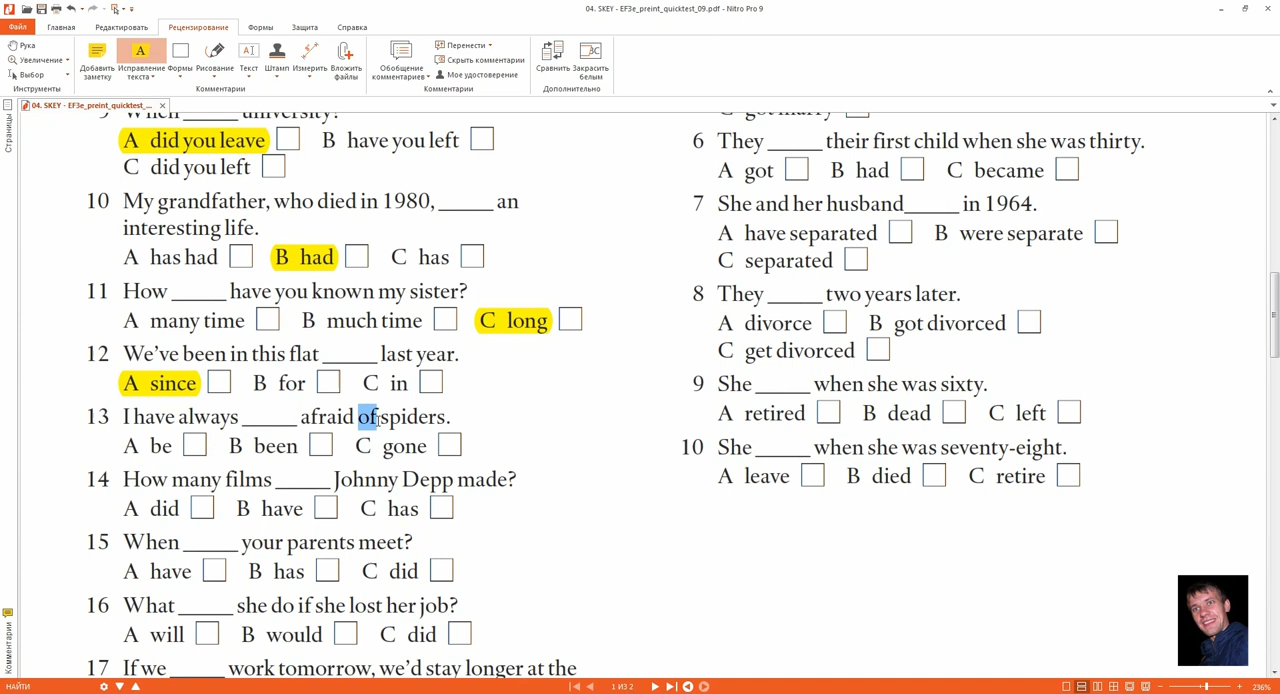 04. SKEY - EF3e_preint_quicktest_09.pdf - Nitro Pro 9
Файл
Главная
Редактировать
Рецензирование
Формы
Защита
Справка
Рука
Увеличение
Выбор
Инструменты
Добавить заметку
Исправление текста
Формы
Рисование
Текст
Штамп
Измерить
Вложить файлы
Комментарии
Обобщение комментариев
Перенести
Скрыть комментарии
Мое удостоверение
Комментарии
Сравнить
Закрасить белым
Дополнительно
04. SKEY - EF3e_preint_quicktest_...
Страницы
9 When _____ university?
A did you leave B have you left
C did you left
10 My grandfather, who died in 1980, _____ an
interesting life.
A has had B had C has
11 How _____ have you known my sister?
A many time B much time C long
12 We've been in this flat _____ last year.
A since B for C in
13 I have always _____ afraid of spiders.
A be B been C gone
14 How many films _____ Johnny Depp made?
A did B have C has
15 When _____ your parents meet?
A have B has C did
16 What _____ she do if she lost her job?
A will B would C did
17 If we _____ work tomorrow, we'd stay longer at the
C got marry
6 They _____ their first child when she was thirty.
A got B had C became
7 She and her husband_____ in 1964.
A have separated B were separate
C separated
8 They _____ two years later.
A divorce B got divorced
C get divorced
9 She _____ when she was sixty.
A retired B dead C left
10 She _____ when she was seventy-eight.
A leave B died C retire
Комментарии
НАЙТИ
1 ИЗ 2
236%